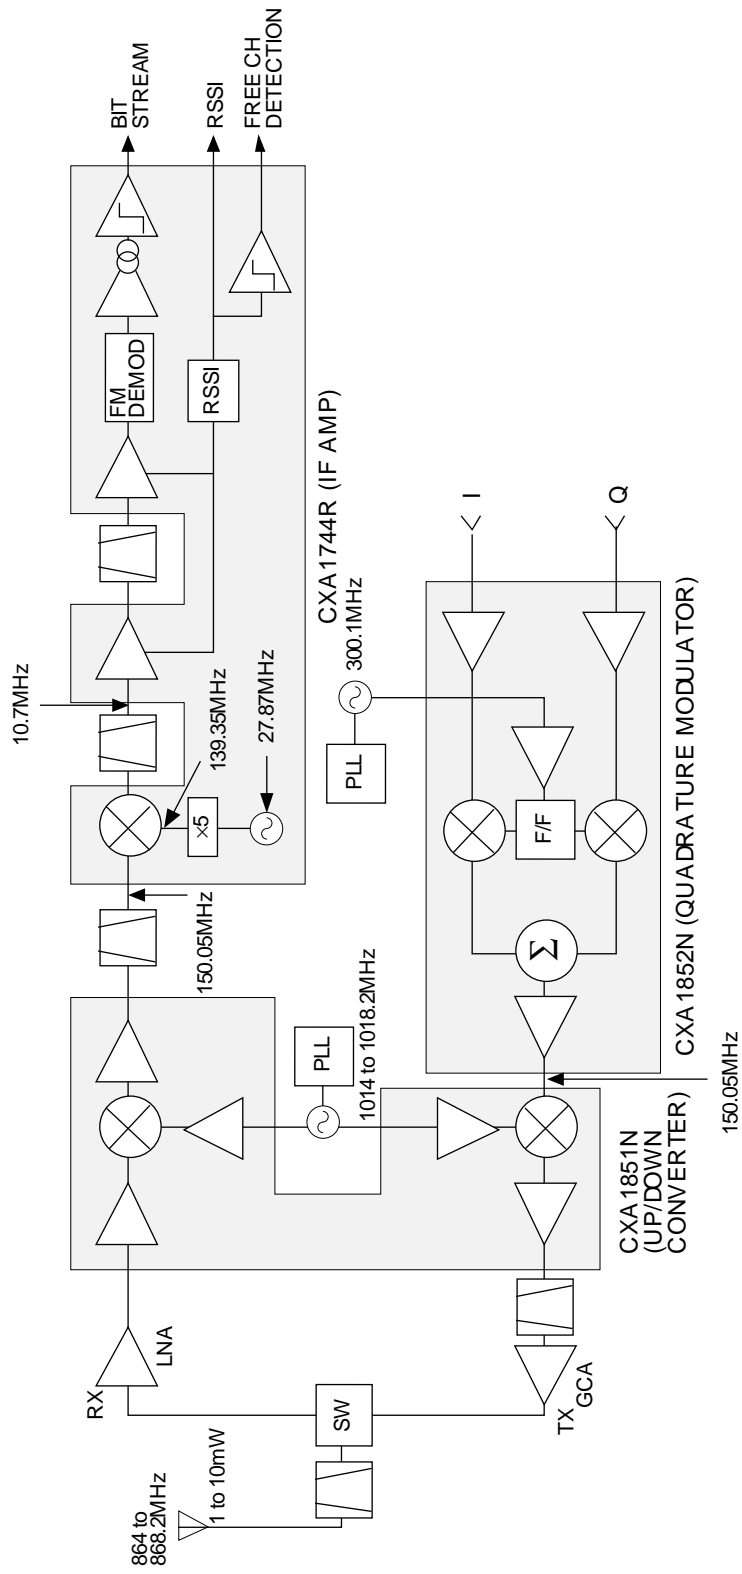 864 to
868.2MHz
1 to 10mW
SW
RX
LNA
TX
GCA
CXA1851N
(UP/DOWN
CONVERTER)
PLL
1014 to 1018.2MHz
150.05MHz
150.05MHz
139.35MHz
×5
27.87MHz
10.7MHz
CXA1744R (IF AMP)
FM
DEMOD
RSSI
BIT
STREAM
RSSI
FREE CH
DETECTION
PLL
300.1MHz
F/F
Σ
I
Q
CXA1852N (QUADRATURE MODULATOR)